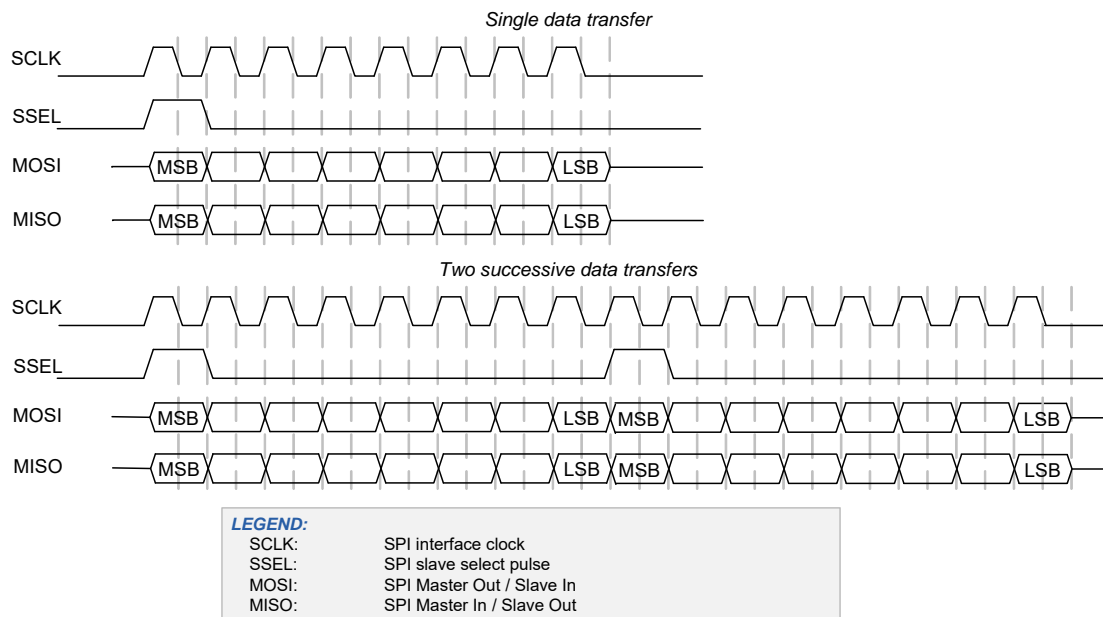 Single data transfer
SCLK
SSEL
MOSI MSB LSB
MISO MSB LSB
Two successive data transfers
SCLK
SSEL
MOSI MSB LSB MSB LSB
MISO MSB LSB MSB LSB
LEGEND:
SCLK: SPI interface clock
SSEL: SPI slave select pulse
MOSI: SPI Master Out / Slave In
MISO: SPI Master In / Slave Out